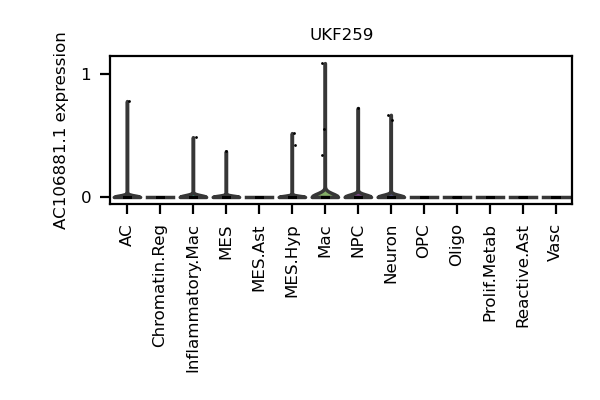 UKF259
AC106881.1 expression
1
0
AC
Chromatin.Reg
Inflammatory.Mac
MES
MES.Ast
MES.Hyp
Mac
NPC
Neuron
OPC
Oligo
Prolif.Metab
Reactive.Ast
Vasc